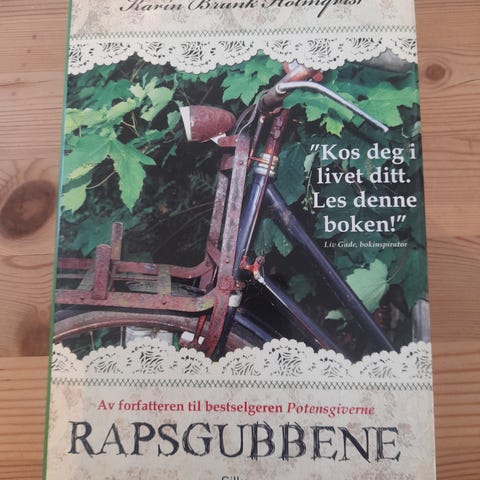 Karin Brunk Holmqvist
"Kos deg i
livet ditt.
Les denne
boken!"
Liv Gade, bokinspirator
Av forfatteren til bestselgeren Potensgiverne
RAPSGUBBENE